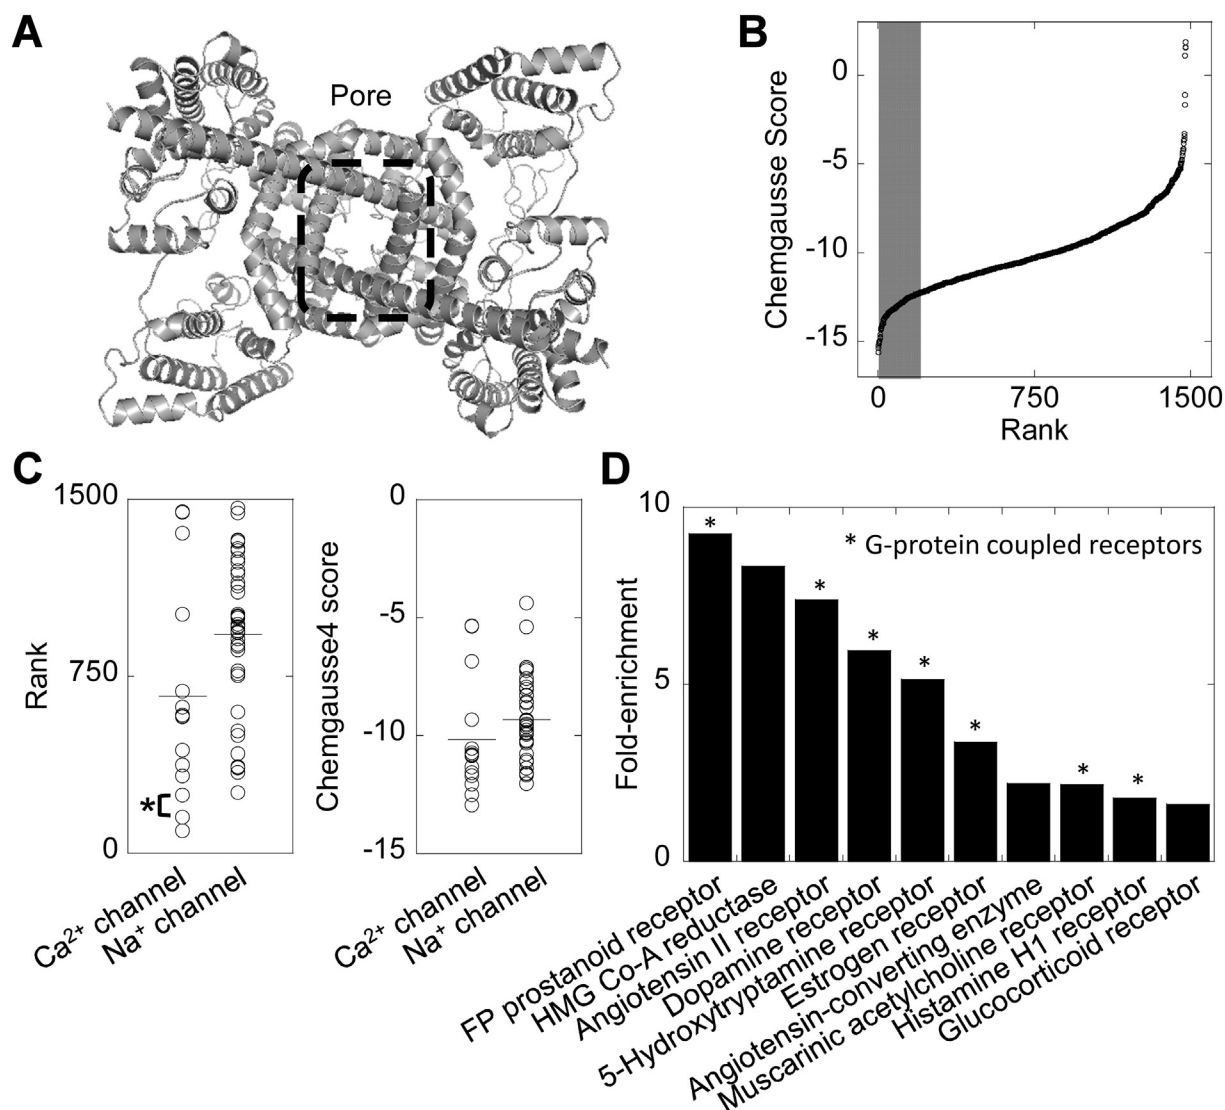 A
Pore
B
Chemgausse Score
0
-5
-10
-15
0
750
1500
Rank
C
Rank
1500
750
0
*
Ca²⁺ channel
Na⁺ channel
Chemgausse4 score
0
-5
-10
-15
Ca²⁺ channel
Na⁺ channel
D
Fold-enrichment
10
5
0
* G-protein coupled receptors
*
*
*
*
*
*
*
FP prostanoid receptor
HMG Co-A reductase
Angiotensin II receptor
Dopamine receptor
5-Hydroxytryptamine receptor
Estrogen receptor
Angiotensin-converting enzyme
Muscarinic acetylcholine receptor
Histamine H1 receptor
Glucocorticoid receptor